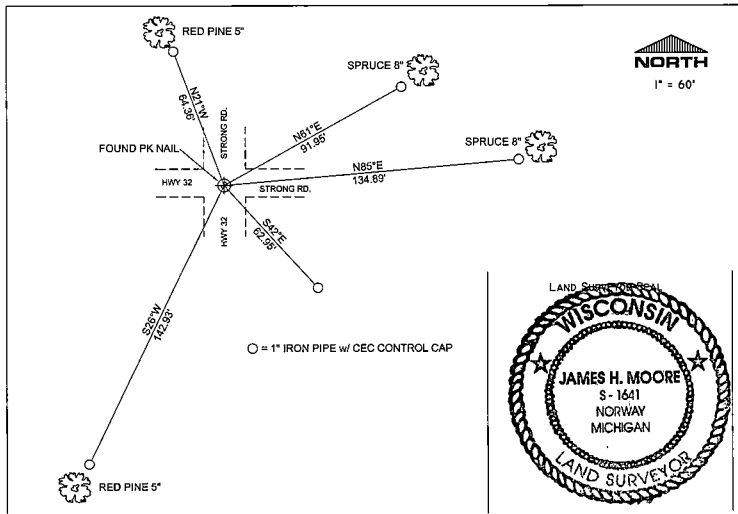 RED PINE 5"
SPRUCE 8"
NORTH
1" = 60'
N21°W
64.36'
STRONG RD.
N61°E
91.95'
SPRUCE 8"
FOUND PK NAIL
N85°E
134.89'
HWY 32
STRONG RD.
HWY 32
S42°E
62.95'
S26°W
142.93'
= 1" IRON PIPE w/ CEC CONTROL CAP
RED PINE 5"
LAND SURVEYOR SEAL
WISCONSIN
JAMES H. MOORE
S - 1641
NORWAY
MICHIGAN
LAND SURVEYOR